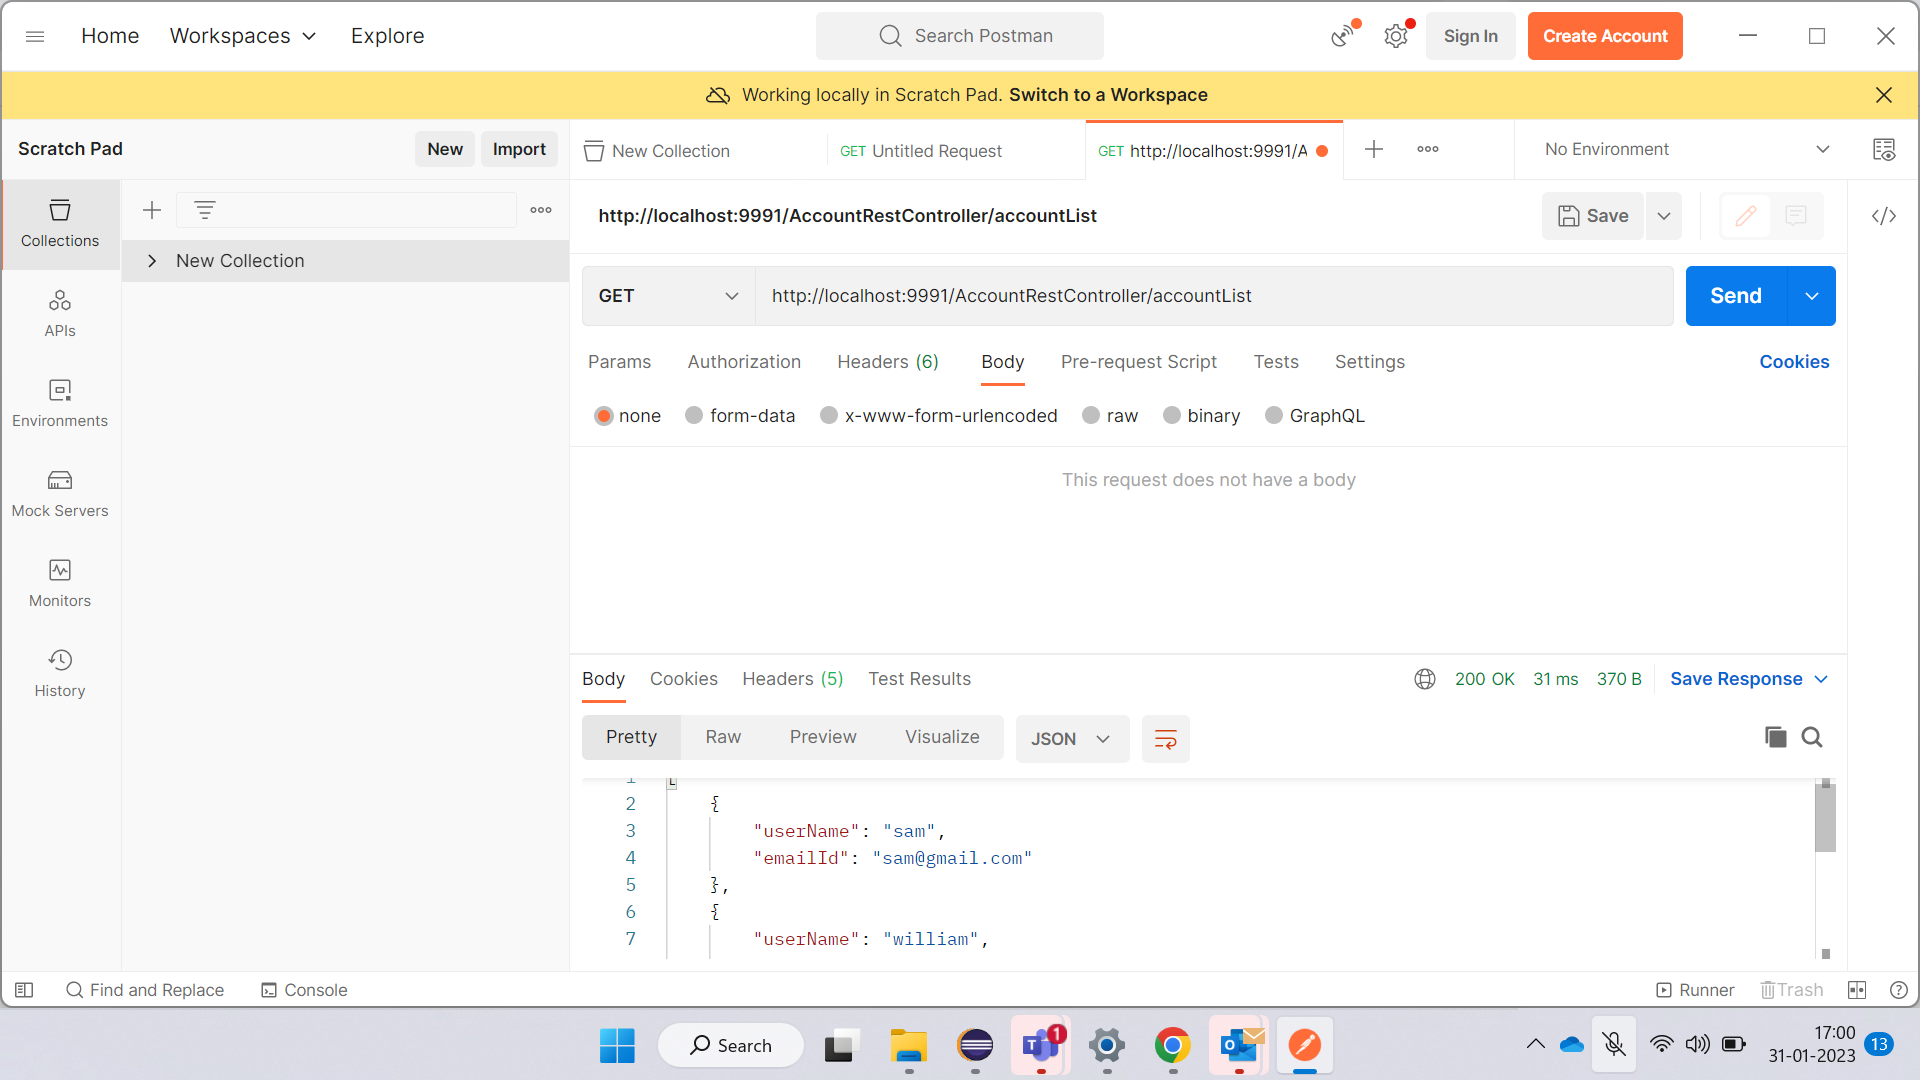 Home Workspaces Explore Search Postman Sign In Create Account
Working locally in Scratch Pad. Switch to a Workspace
Scratch Pad New Import New Collection GET Untitled Request GET http://localhost:9991/A No Environment
http://localhost:9991/AccountRestController/accountList Save
Collections
New Collection
GET http://localhost:9991/AccountRestController/accountList Send
APIs
Params Authorization Headers (6) Body Pre-request Script Tests Settings Cookies
none form-data x-www-form-urlencoded raw binary GraphQL
Environments
This request does not have a body
Mock Servers
Monitors
History
Body Cookies Headers (5) Test Results 200 OK 31 ms 370 B Save Response
Pretty Raw Preview Visualize JSON
1 [
2 {
3 "userName": "sam",
4 "emailId": "sam@gmail.com"
5 },
6 {
7 "userName": "william",
Find and Replace Console Runner Trash
Search 1 17:00
31-01-2023 13